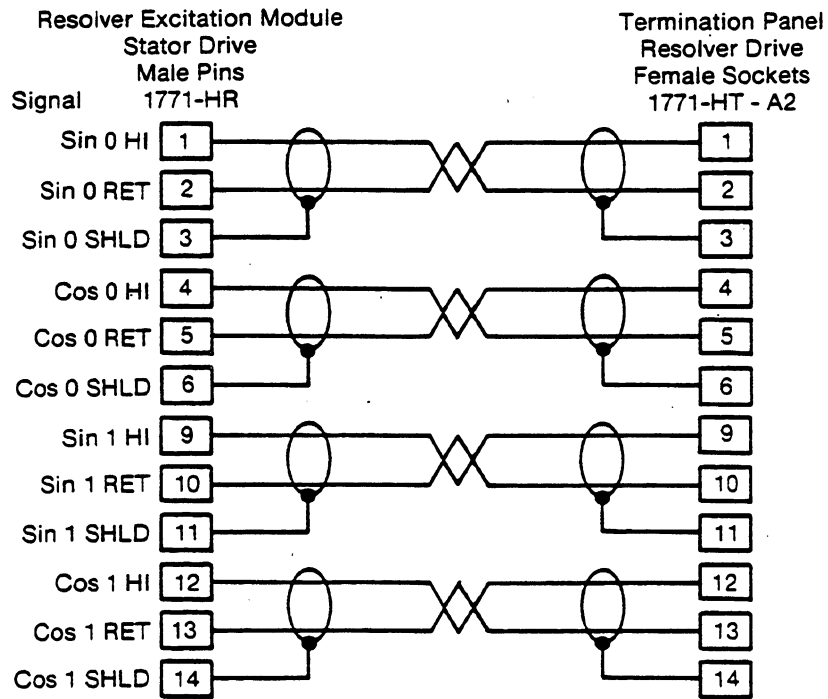 Resolver Excitation Module
Stator Drive
Male Pins
Signal 1771-HR
Termination Panel
Resolver Drive
Female Sockets
1771-HT - A2
Sin 0 HI 1 1
Sin 0 RET 2 2
Sin 0 SHLD 3 3
Cos 0 HI 4 4
Cos 0 RET 5 5
Cos 0 SHLD 6 6
Sin 1 HI 9 9
Sin 1 RET 10 10
Sin 1 SHLD 11 11
Cos 1 HI 12 12
Cos 1 RET 13 13
Cos 1 SHLD 14 14